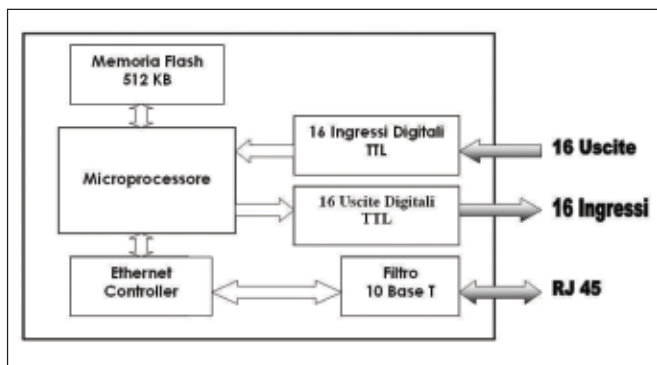 Memoria Flash
512 KB
16 Ingressi Digitali
TTL
16 Uscite
Microprocessore
16 Uscite Digitali
TTL
16 Ingressi
Ethernet
Controller
Filtro
10 Base T
RJ 45